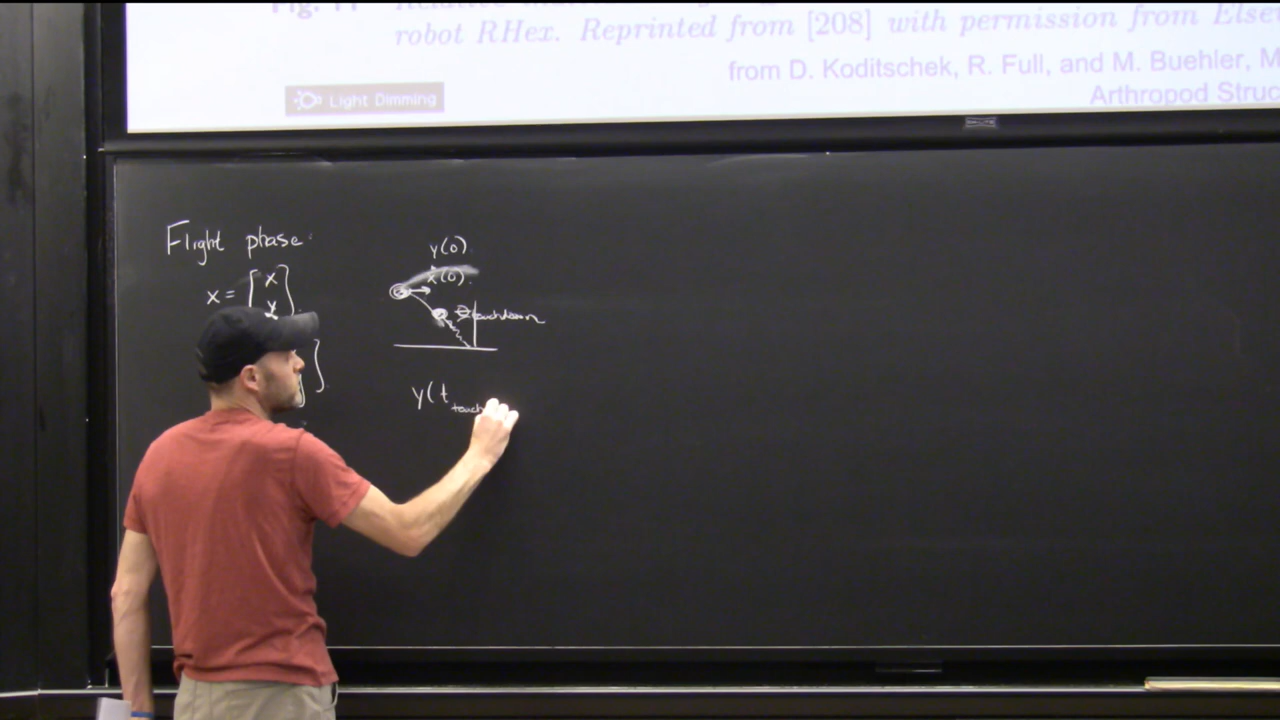 robot RHex. Reprinted from [208] with permission from Else
from D. Koditschek, R. Full, and M. Buehler, M
Arthropod Struc
Light Dimming
Flight phase:
y(0)
ẋ(0)
x = [ x
y
touchdown
y(t touch